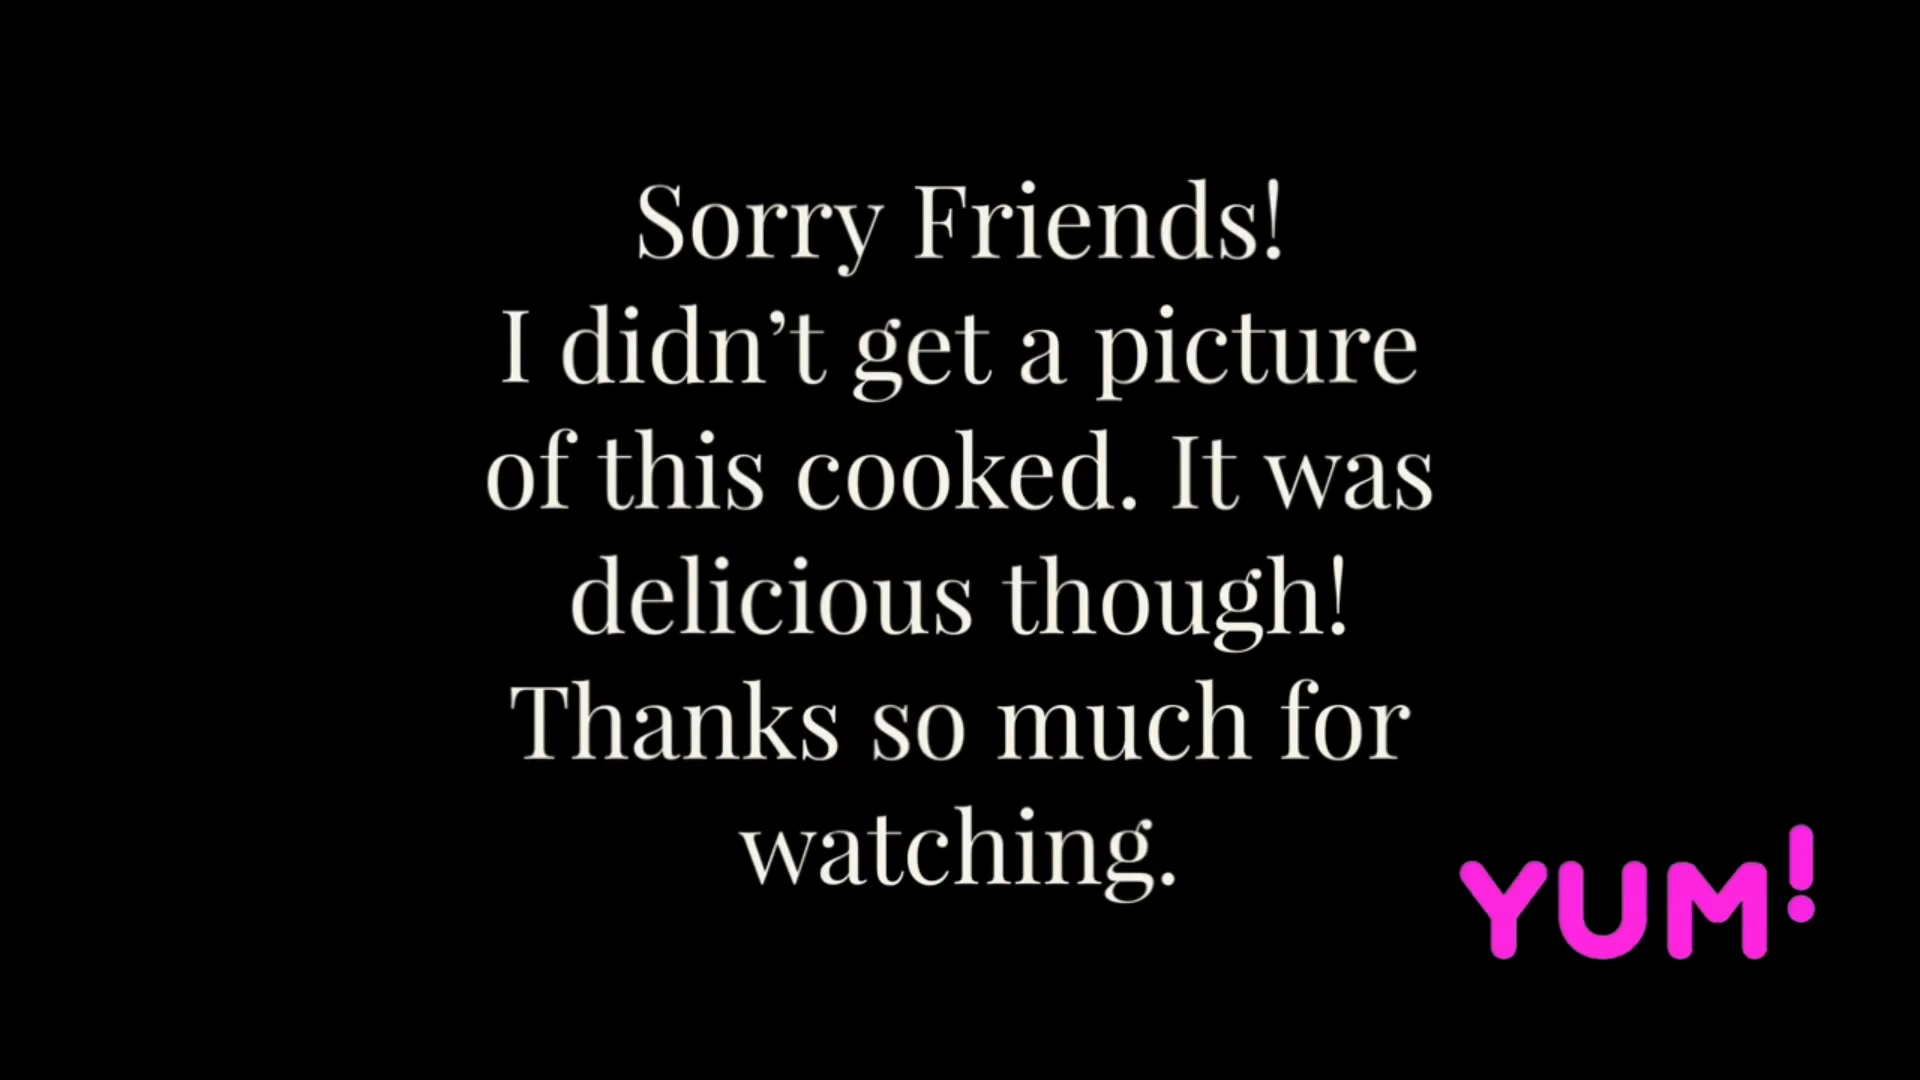 Sorry Friends!
I didn’t get a picture
of this cooked. It was
delicious though!
Thanks so much for
watching.
YUM!